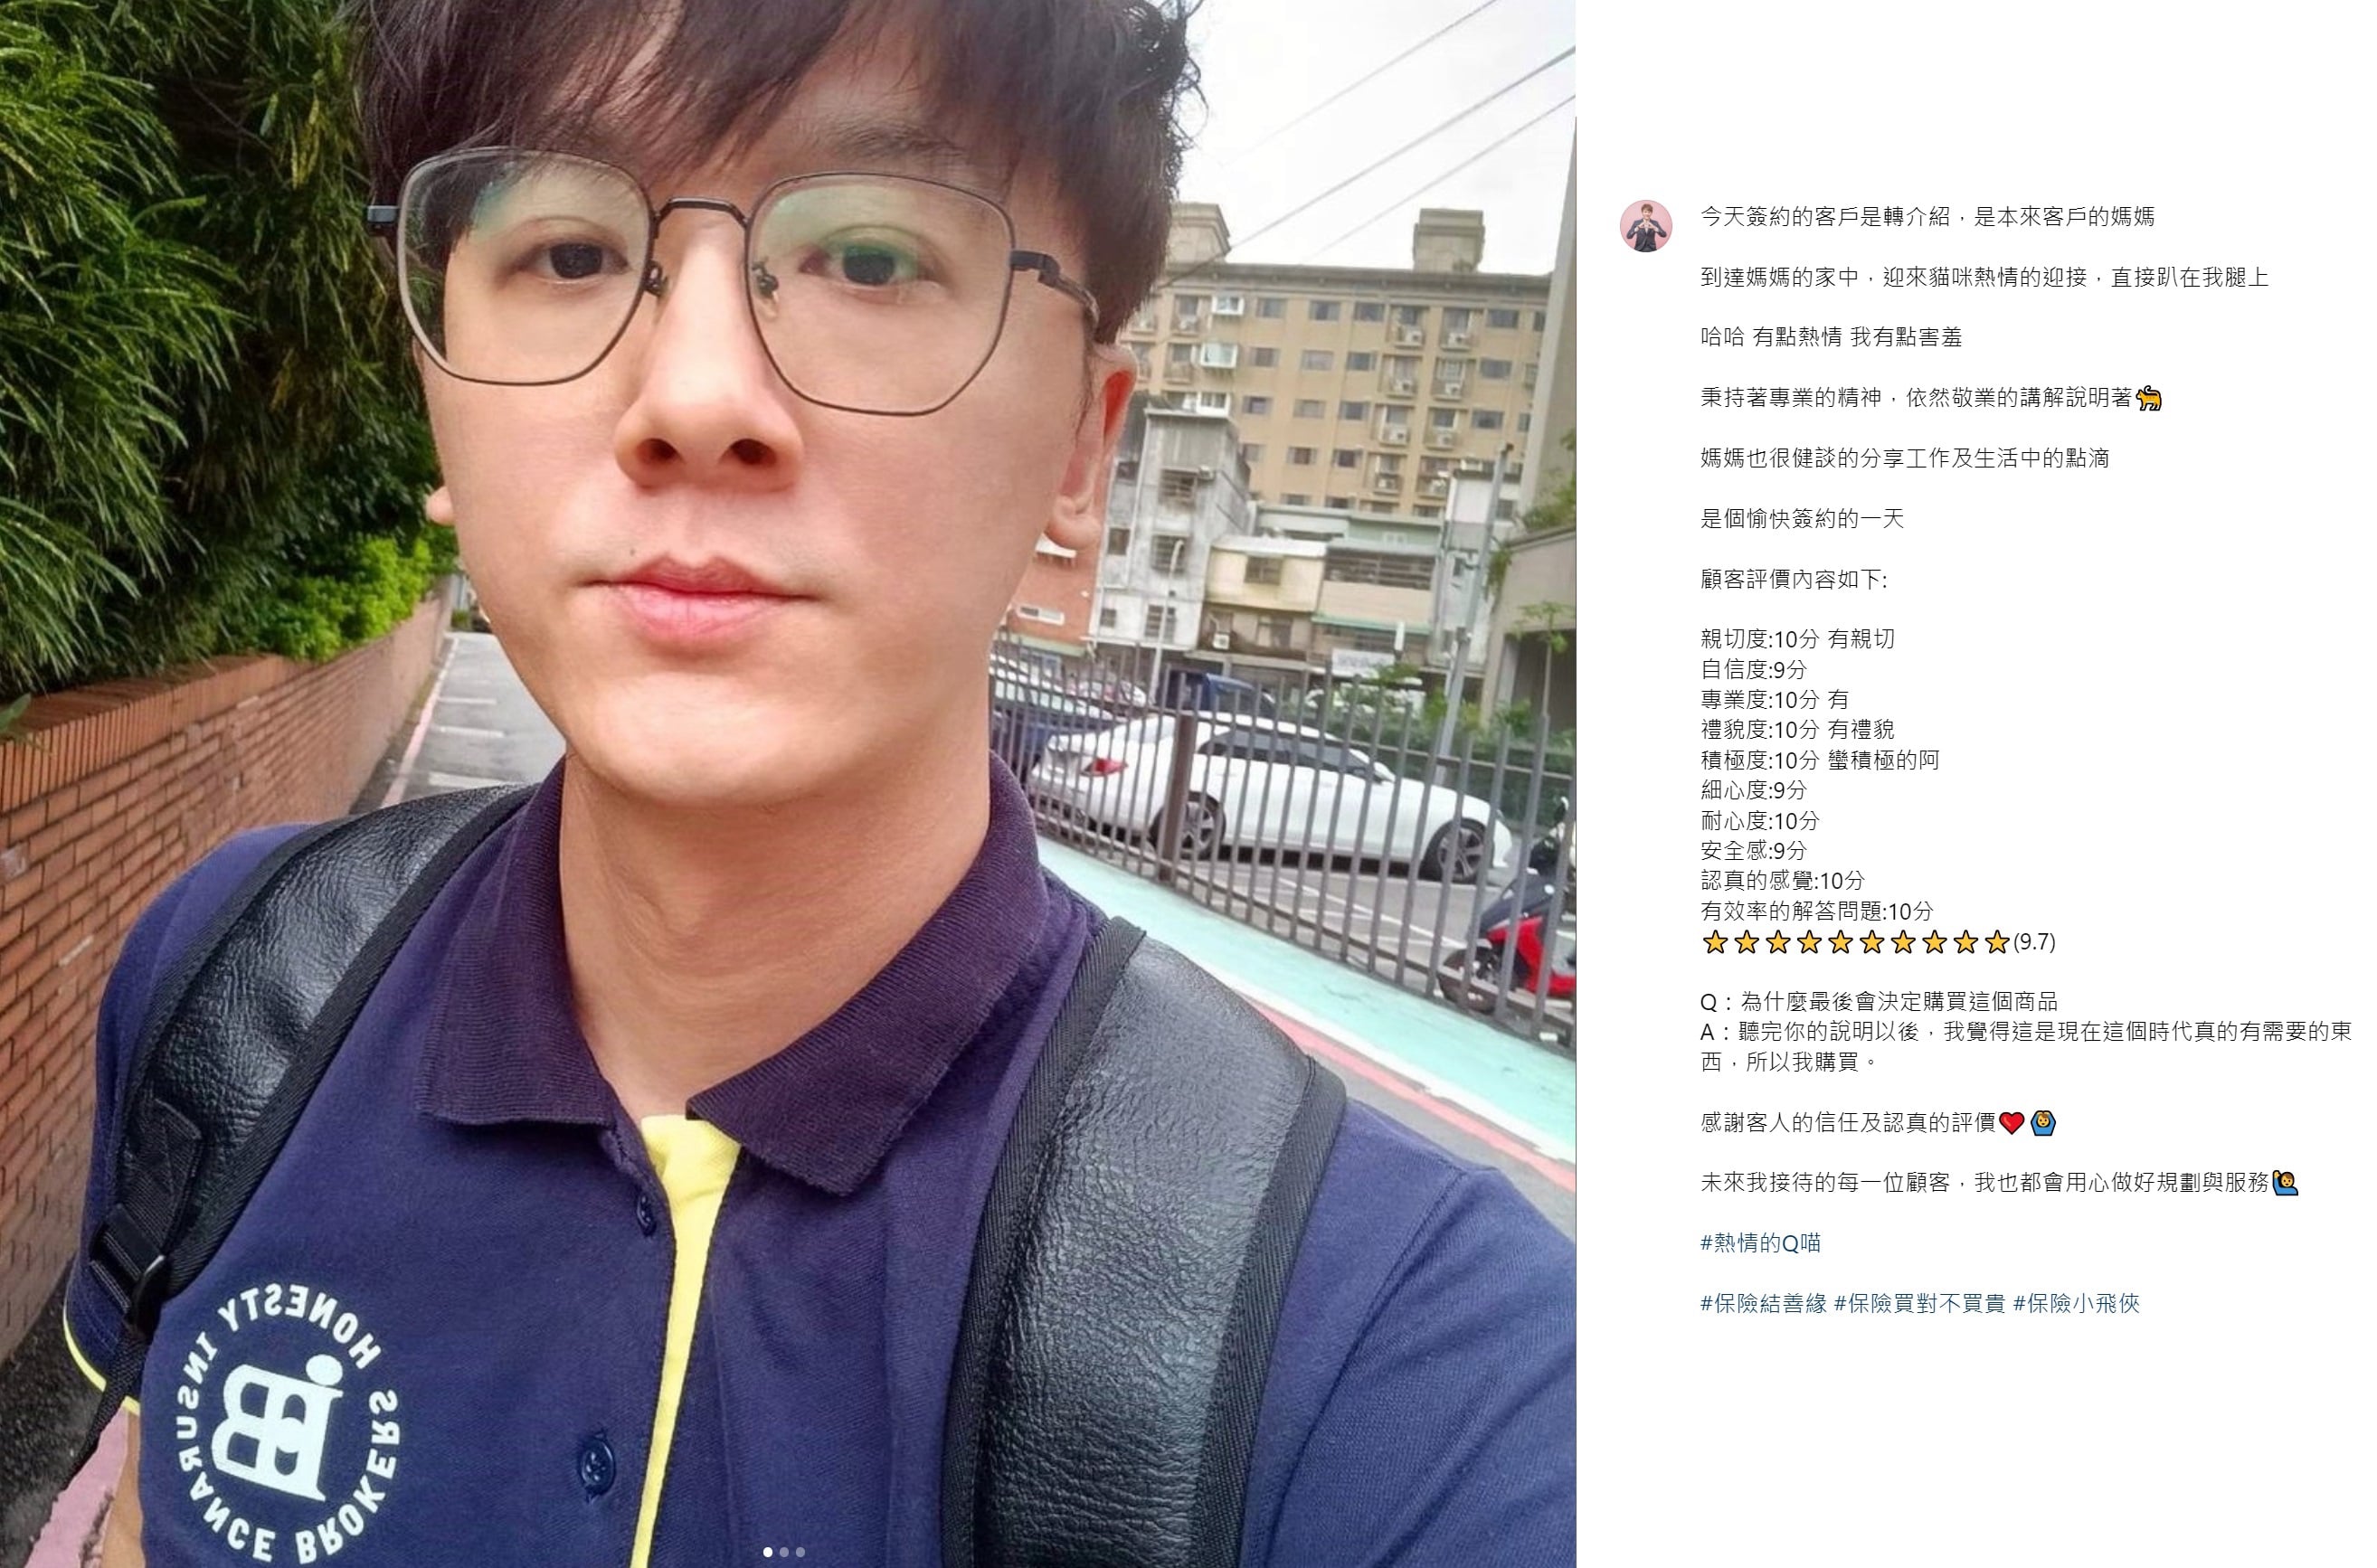 HONESTY INSURANCE BROKERS
今天簽約的客戶是轉介紹，是本來客戶的媽媽
到達媽媽的家中，迎來貓咪熱情的迎接，直接趴在我腿上
哈哈 有點熱情 我有點害羞
秉持著專業的精神，依然敬業的講解說明著🐈
媽媽也很健談的分享工作及生活中的點滴
是個愉快簽約的一天
顧客評價內容如下:
親切度:10分 有親切
自信度:9分
專業度:10分 有
禮貌度:10分 有禮貌
積極度:10分 蠻積極的阿
細心度:9分
耐心度:10分
安全感:9分
認真的感覺:10分
有效率的解答問題:10分
⭐⭐⭐⭐⭐⭐⭐⭐⭐⭐(9.7)
Q：為什麼最後會決定購買這個商品
A：聽完你的說明以後，我覺得這是現在這個時代真的有需要的東
西，所以我購買。
感謝客人的信任及認真的評價❤️🙆‍♂️
未來我接待的每一位顧客，我也都會用心做好規劃與服務🙋‍♂️
#熱情的Q喵
#保險結善緣 #保險買對不買貴 #保險小飛俠